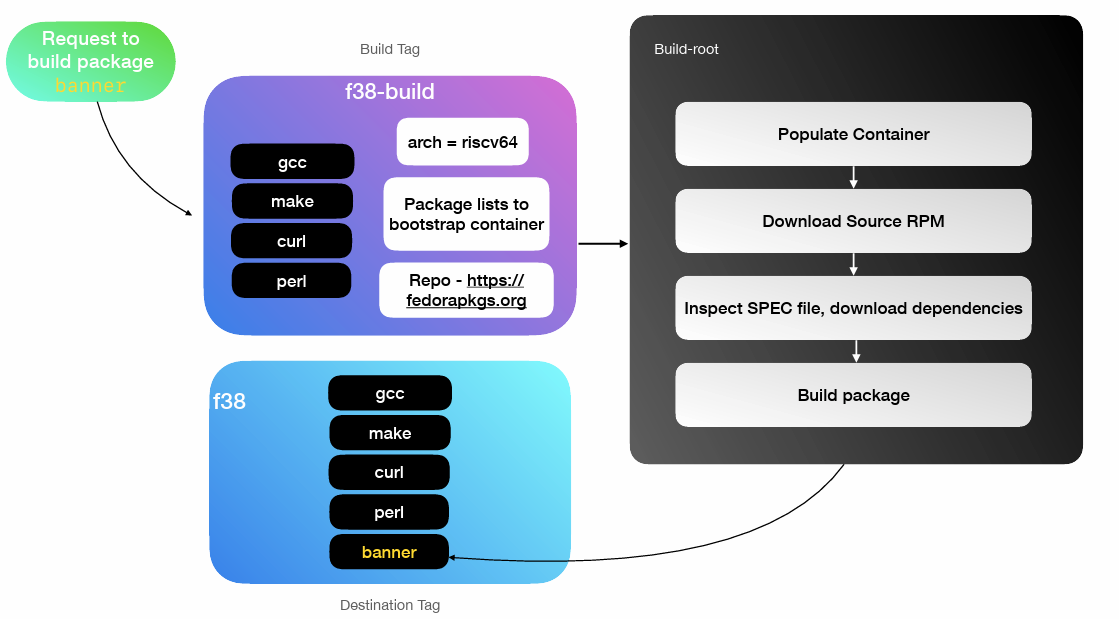 Request to
build package
banner
Build Tag
f38-build
gcc
make
curl
perl
arch = riscv64
Package lists to
bootstrap container
Repo - https://
fedorapkgs.org
Build-root
Populate Container
Download Source RPM
Inspect SPEC file, download dependencies
Build package
f38
gcc
make
curl
perl
banner
Destination Tag